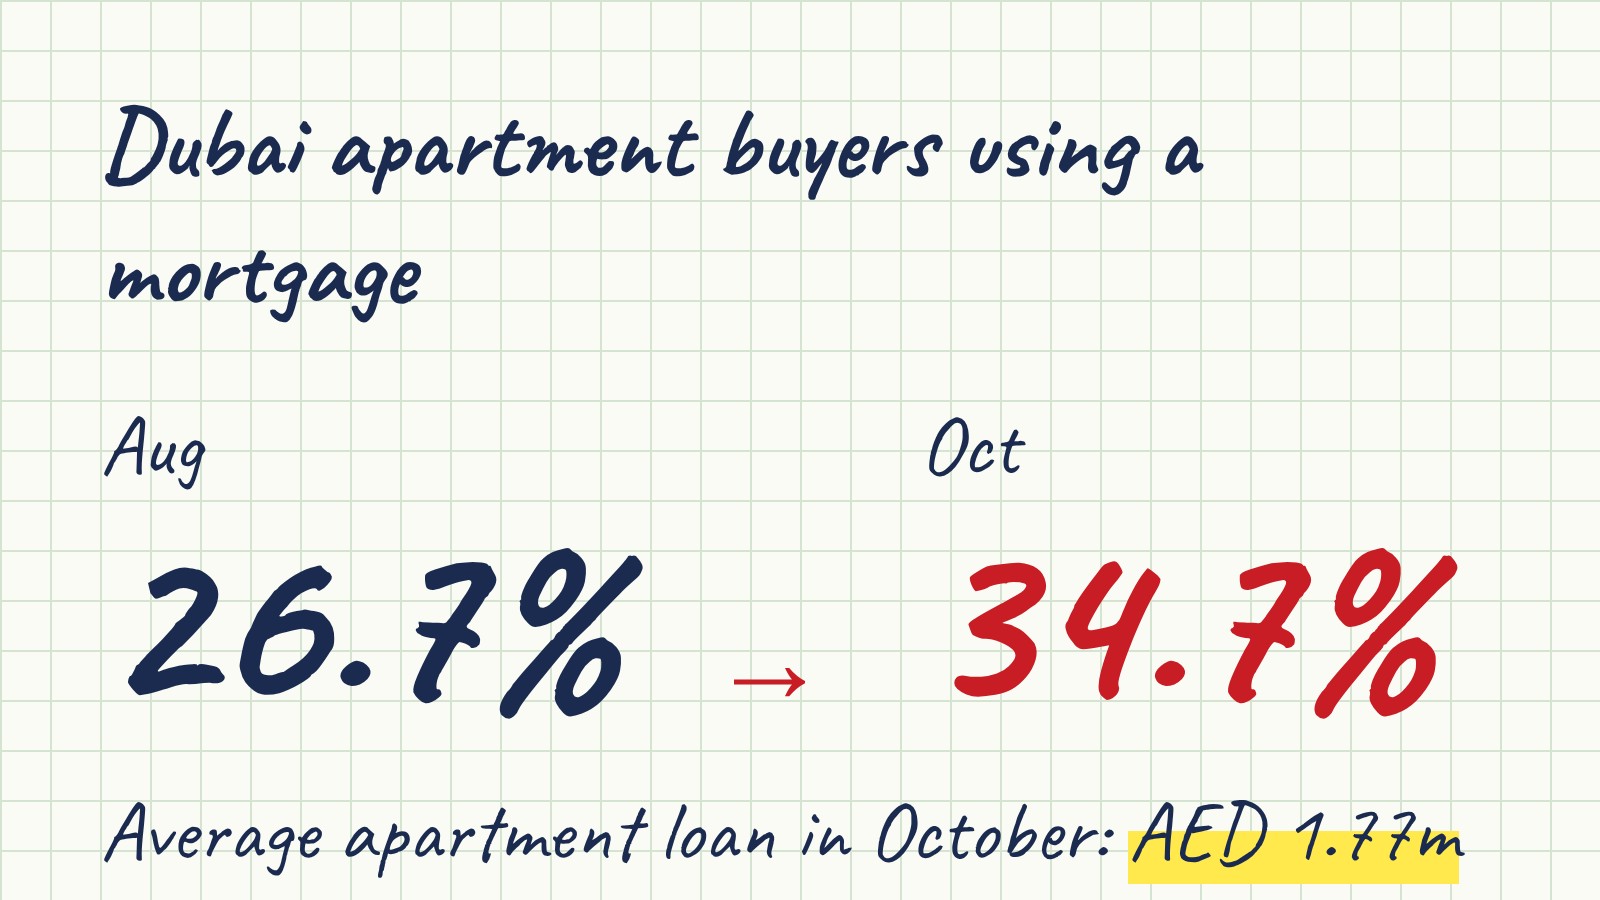 Dubai apartment buyers using a
mortgage
Aug
Oct
26.7% → 34.7%
Average apartment loan in October: AED 1.77m